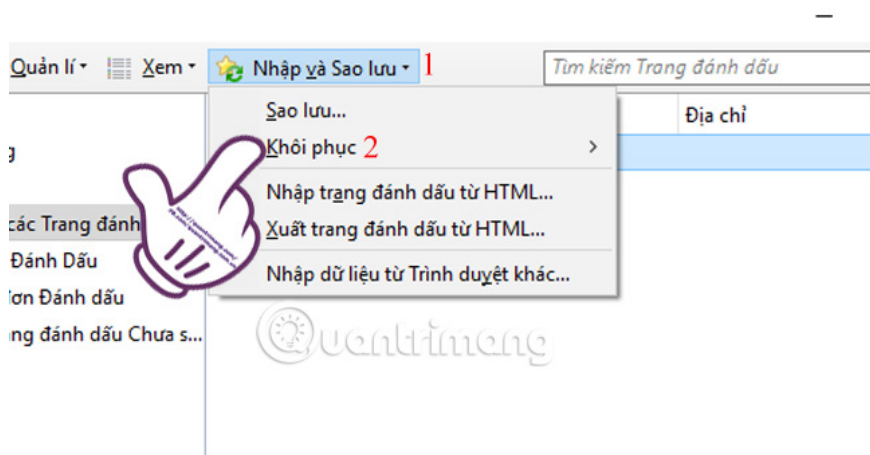 Quản lí Xem Nhập và Sao lưu 1 Tìm kiếm Trang đánh dấu
Sao lưu... Địa chỉ
Khôi phục 2
g
Nhập trạng đánh dấu từ HTML...
các Trang đánh Xuất trang đánh dấu từ HTML...
Đánh Dấu
Nhập dữ liệu từ Trình duyệt khác...
đơn Đánh dấu
ng đánh dấu Chưa s...
Quantrimang